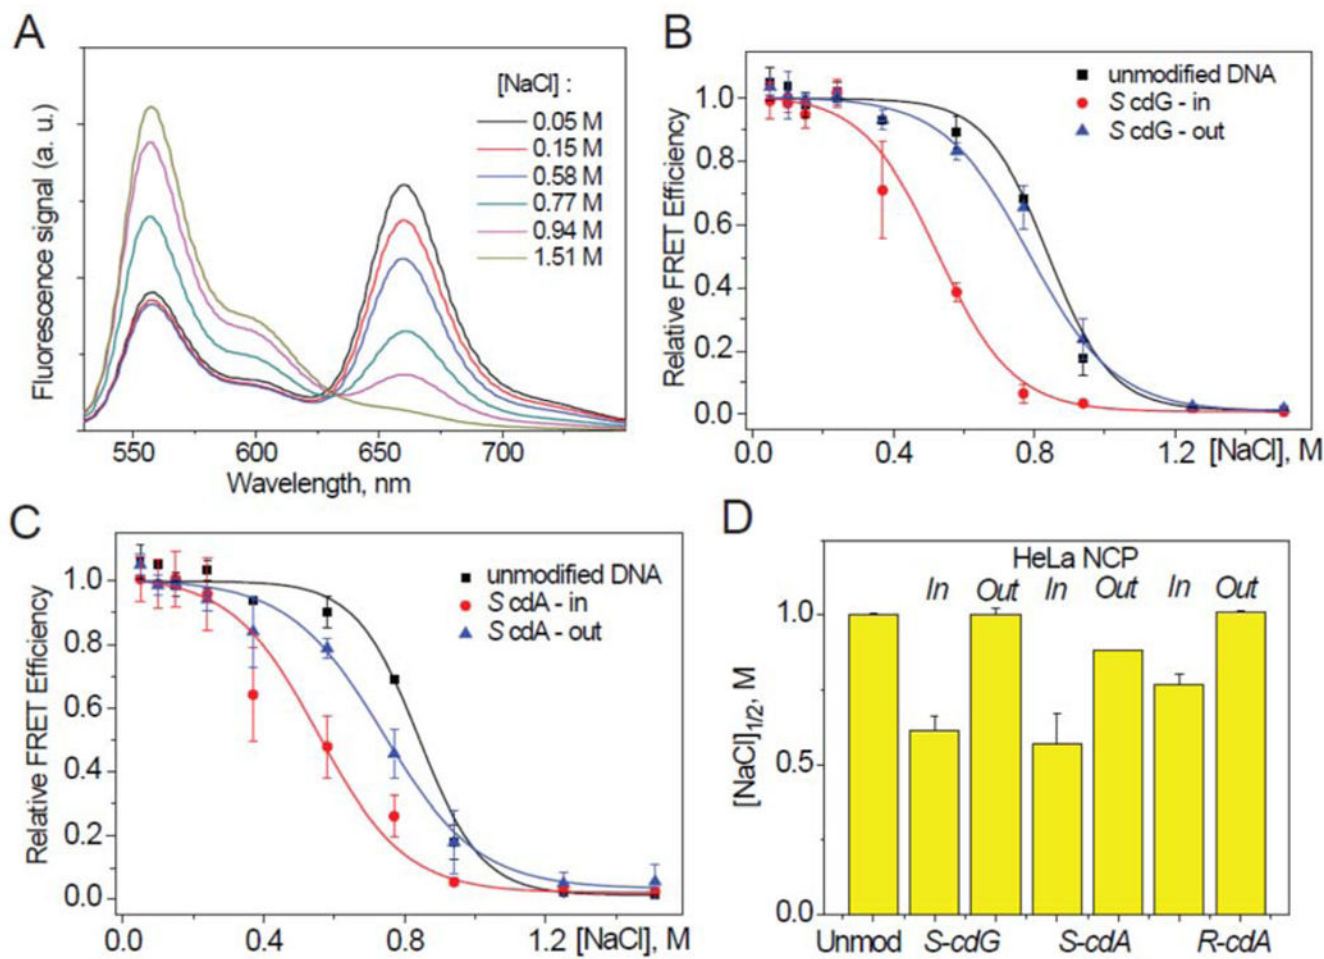 A
[NaCl] :
0.05 M
0.15 M
0.58 M
0.77 M
0.94 M
1.51 M
Fluorescence signal (a. u.)
550 600 650 700
Wavelength, nm
B
unmodified DNA
S cdG - in
S cdG - out
Relative FRET Efficiency
1.0
0.8
0.6
0.4
0.2
0.0
0.0 0.4 0.8 1.2 [NaCl], M
C
unmodified DNA
S cdA - in
S cdA - out
Relative FRET Efficiency
1.0
0.8
0.6
0.4
0.2
0.0
0.0 0.4 0.8 1.2 [NaCl], M
D
HeLa NCP
In Out In Out In Out
[NaCl]1/2, M
1.0
0.5
0.0
Unmod S-cdG S-cdA R-cdA